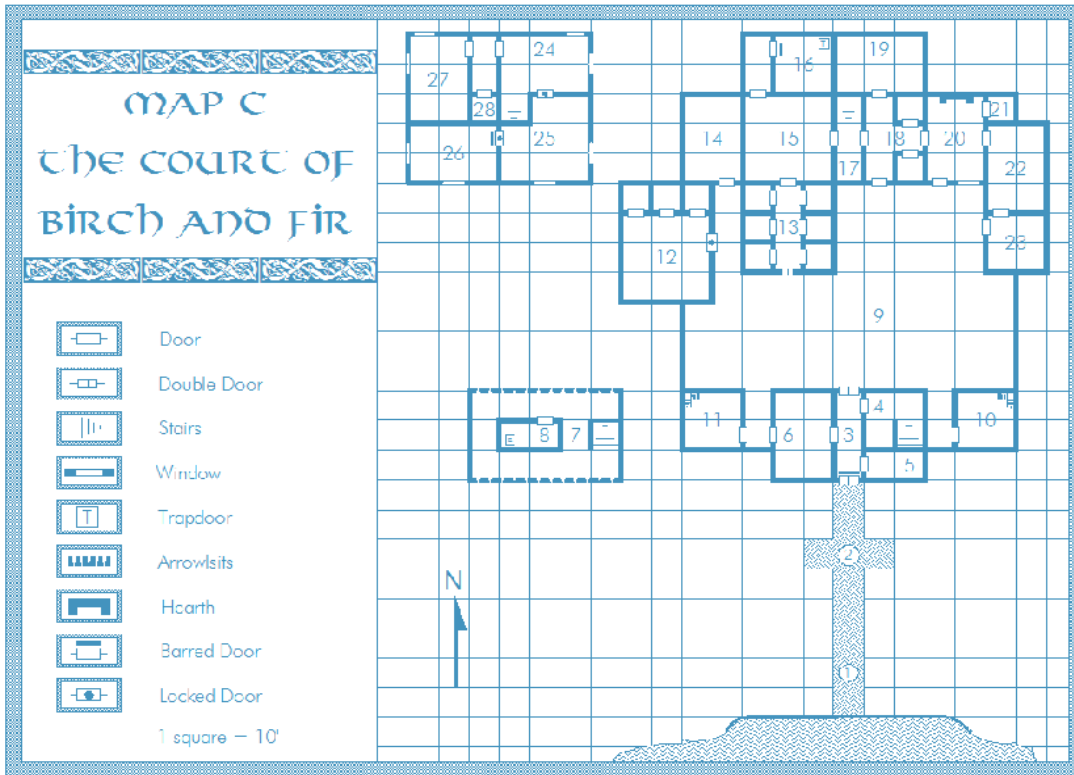 MAP C
THE COURT OF
BIRCH AND FIR
Door
Double Door
Stairs
Window
Trapdoor
T
Arrowlsits
Hearth
Barred Door
Locked Door
1 square = 10'
24
27
16
T
19
28
21
26
25
14
15
18
20
17
22
13
23
12
9
4
11
6
3
10
8
7
5
2
N
1